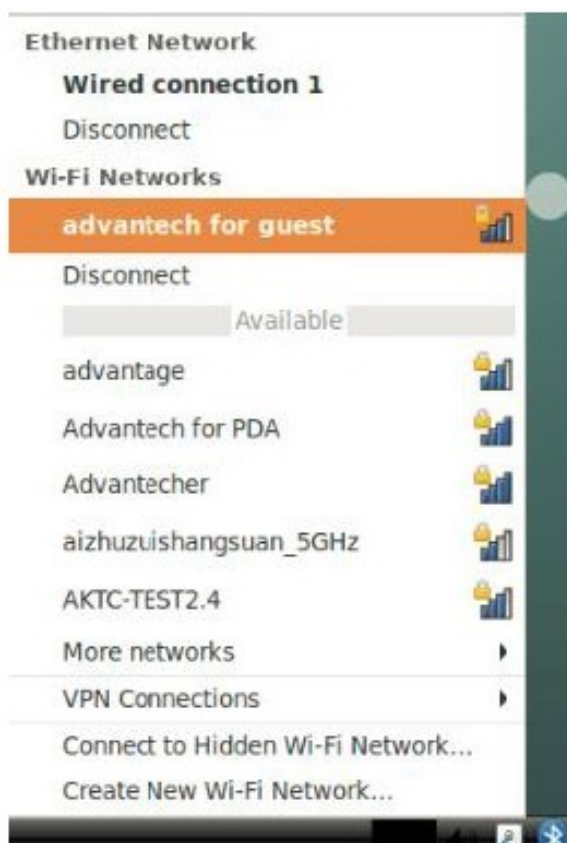 Ethernet Network
Wired connection 1
Disconnect
Wi-Fi Networks
advantech for guest
Disconnect
Available
advantage
Advantech for PDA
Advantecher
aizhuzuishangsuan_5GHz
AKTC-TEST2.4
More networks
VPN Connections
Connect to Hidden Wi-Fi Network...
Create New Wi-Fi Network...